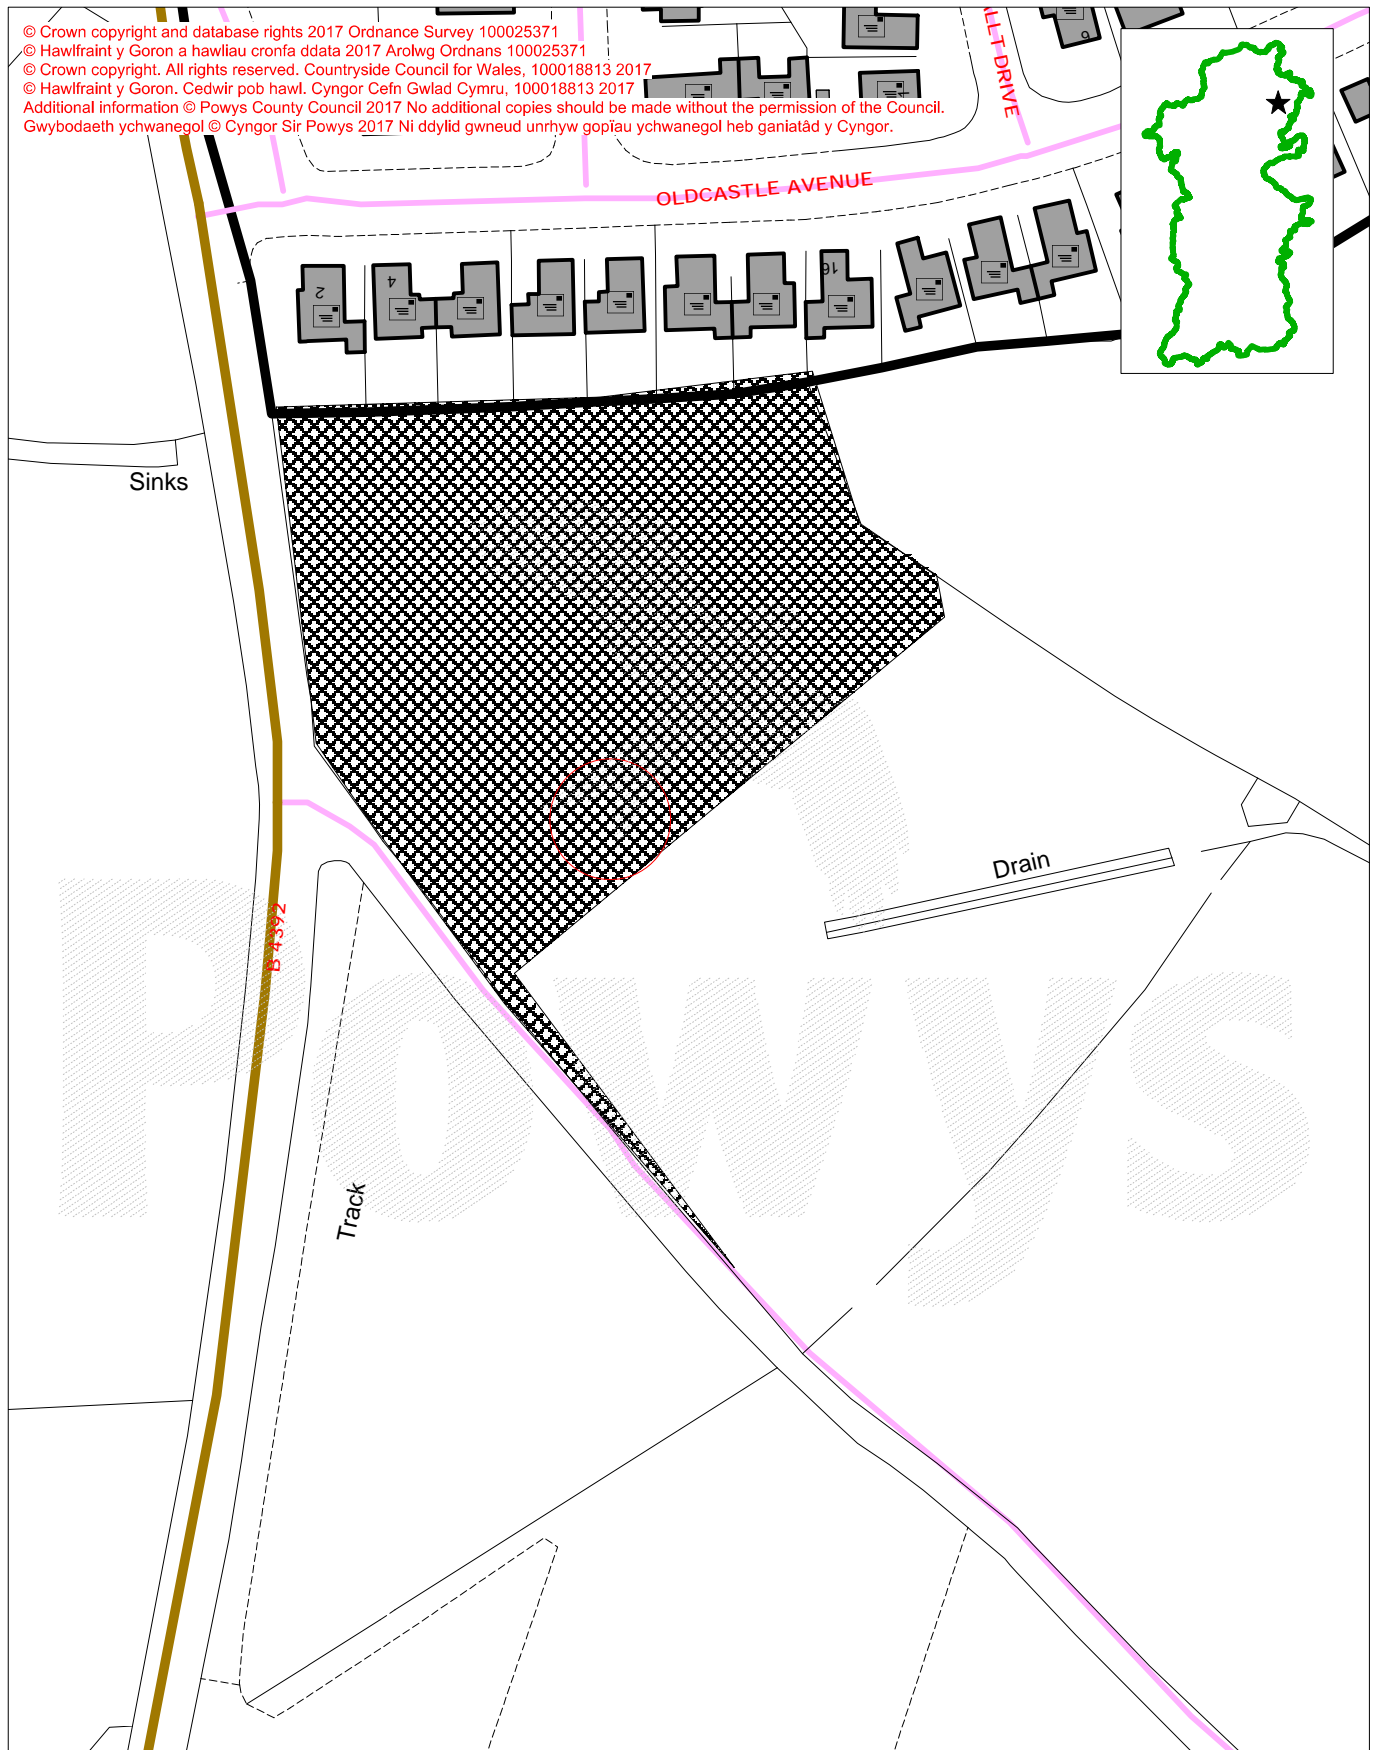 © Crown copyright and database rights 2017 Ordnance Survey 100025371
© Hawlfraint y Goron a hawliau cronfa ddata 2017 Arolwg Ordnans 100025371
© Crown copyright. All rights reserved. Countryside Council for Wales, 100018813 2017
© Hawlfraint y Goron. Cedwir pob hawl. Cyngor Cefn Gwlad Cymru, 100018813 2017
Additional information © Powys County Council 2017 No additional copies should be made without the permission of the Council.
Gwybodaeth ychwanegol © Cyngor Sir Powys 2017 Ni ddylid gwneud unrhyw gopïau ychwanegol heb ganiatâd y Cyngor.
DRIVE
OLDCASTLE AVENUE
2
4
16
Sinks
Drain
B 4392
Powys
Track